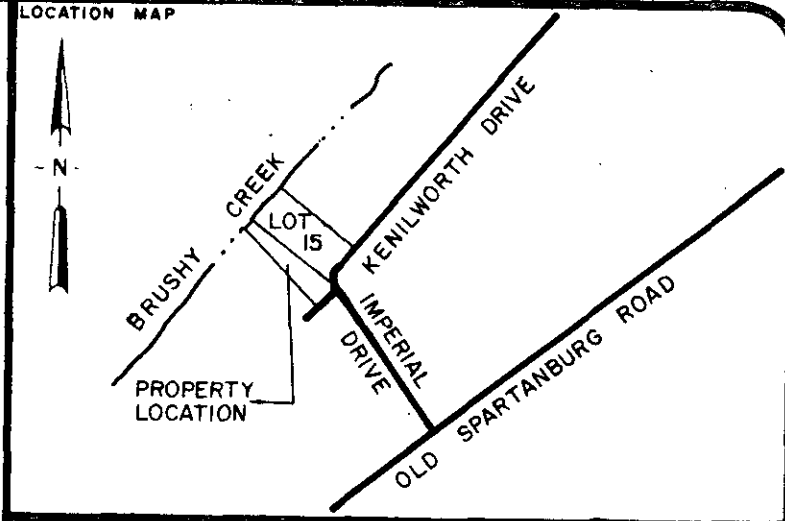 LOCATION MAP
N
BRUSHY CREEK
LOT
15
KENILWORTH DRIVE
IMPERIAL
DRIVE
PROPERTY
LOCATION
OLD SPARTANBURG ROAD